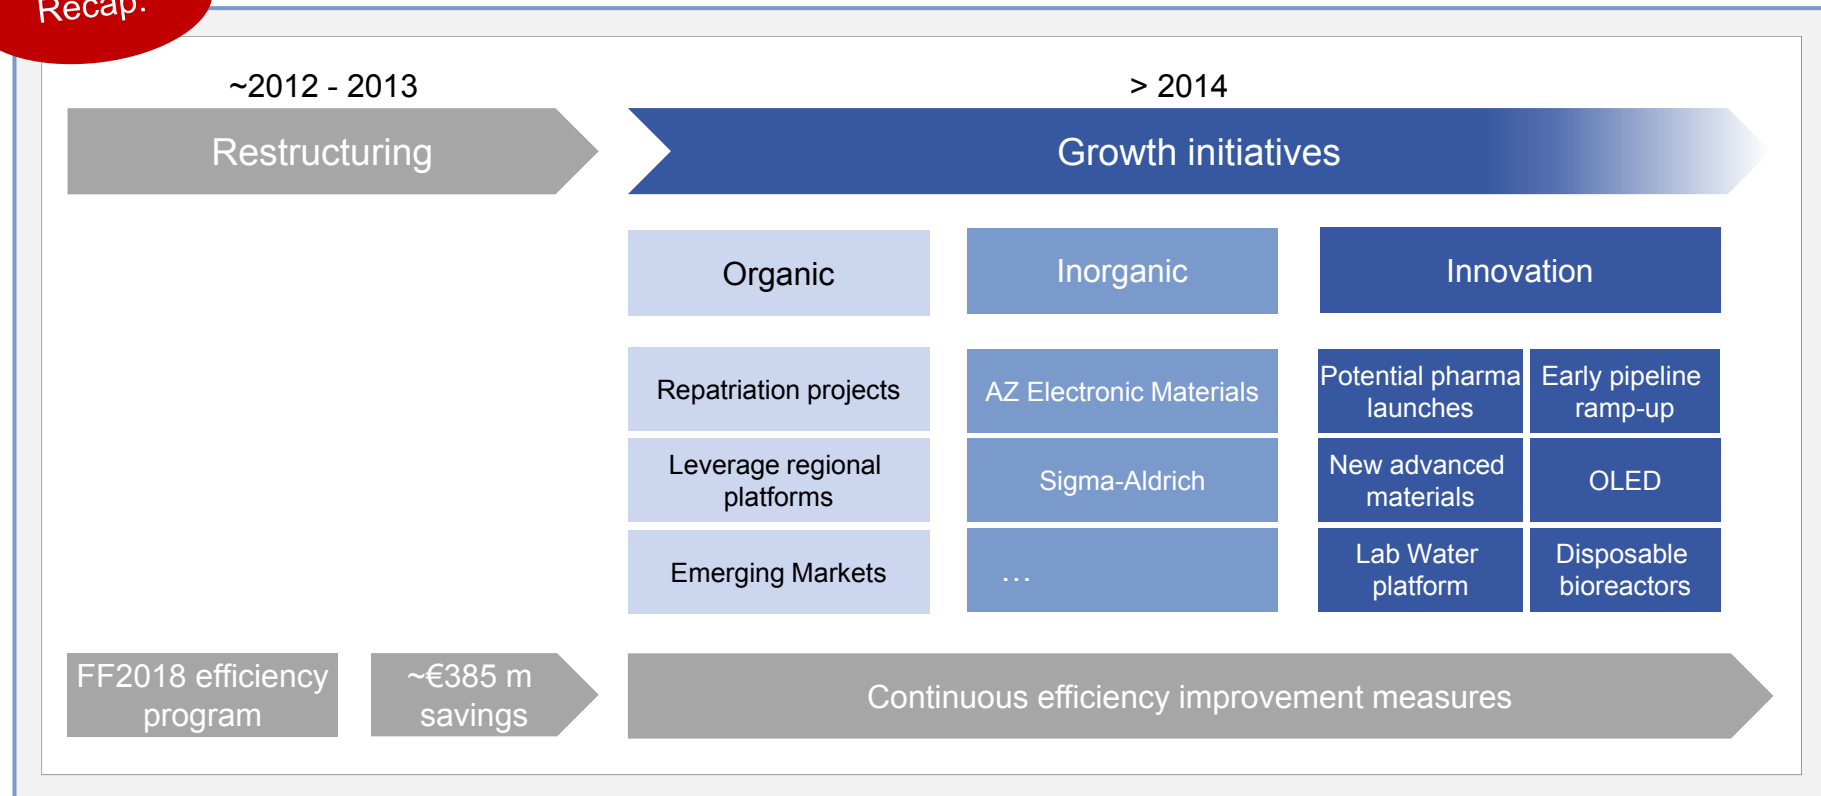 Recap:
~2012 - 2013
> 2014
Restructuring
Growth initiatives
Organic
Inorganic
Innovation
Repatriation projects
AZ Electronic Materials
Potential pharma
launches
Early pipeline
ramp-up
Leverage regional
platforms
Sigma-Aldrich
New advanced
materials
OLED
Emerging Markets
…
Lab Water
platform
Disposable
bioreactors
FF2018 efficiency
program
~€385 m
savings
Continuous efficiency improvement measures